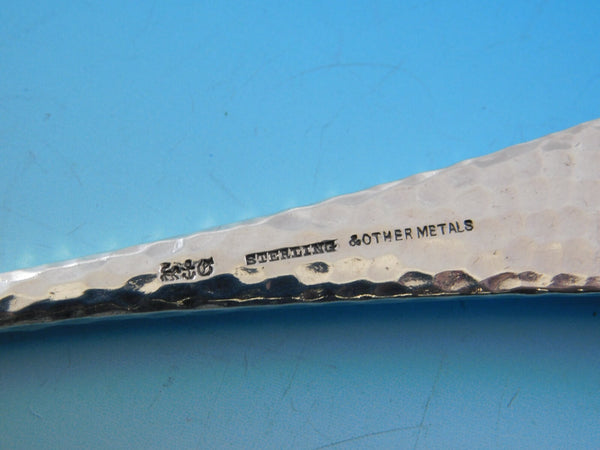 STERLING & OTHER METALS